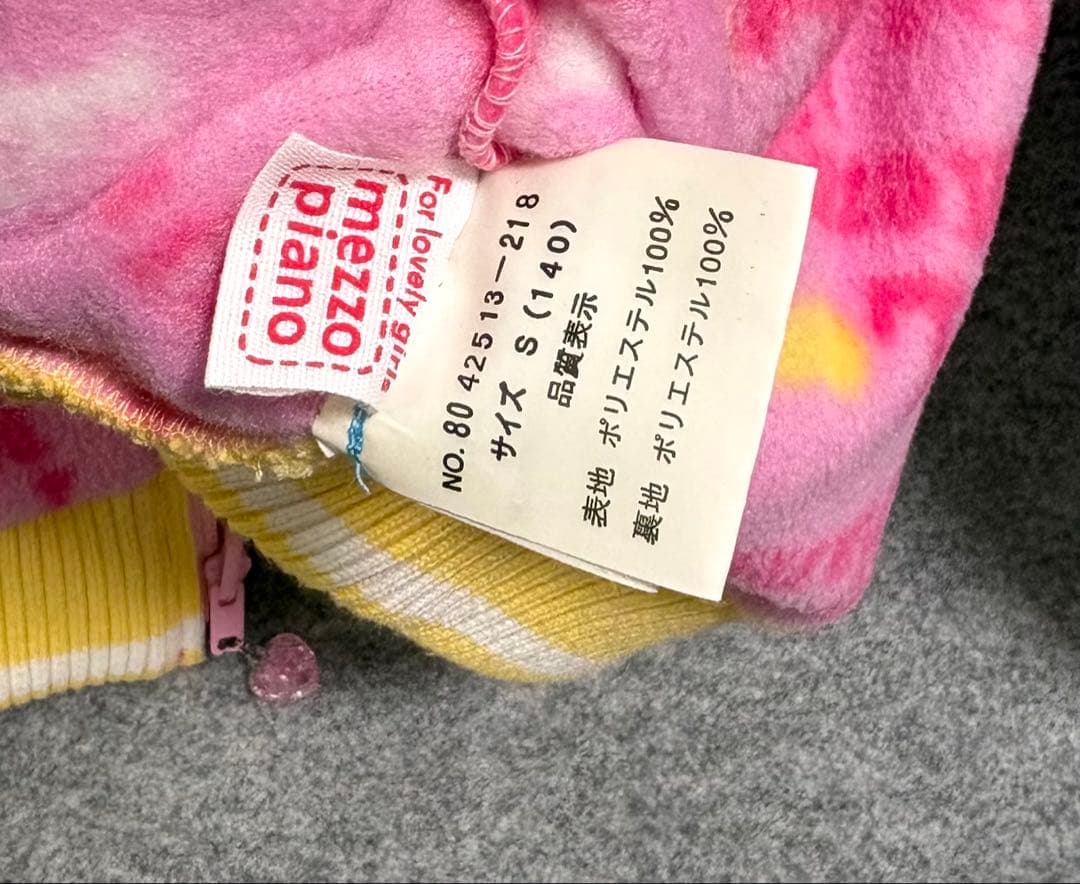 mezzo
piano
For lovely girls
NO. 80 42513-218
サイズ S (140)
品質表示
表地 ポリエステル100%
裏地 ポリエステル100%